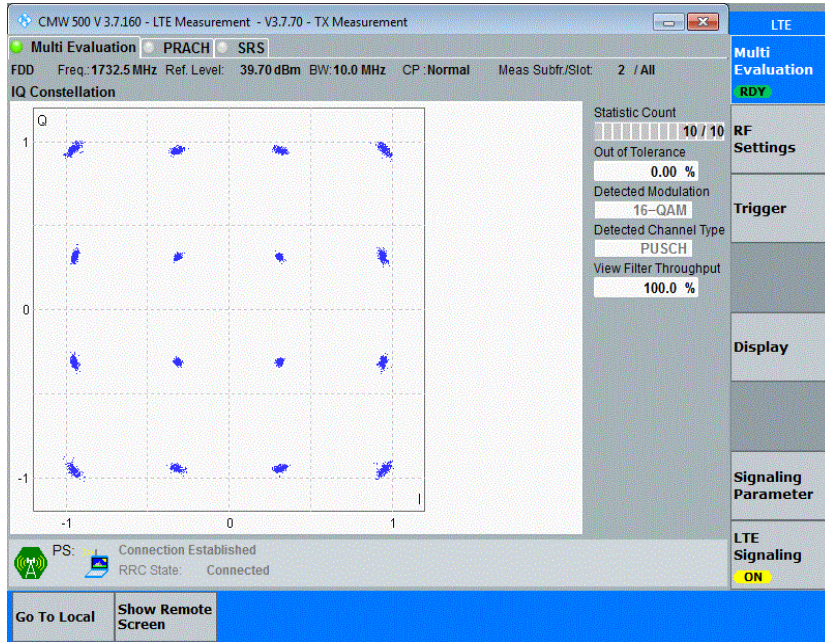 CMW 500 V 3.7.160 - LTE Measurement - V3.7.70 - TX Measurement
LTE
Multi Evaluation PRACH SRS
FDD Freq.: 1732.5 MHz Ref. Level: 39.70 dBm BW: 10.0 MHz CP : Normal Meas Subfr./Slot: 2 / All
IQ Constellation
Q
1
0
-1
I
-1 0 1
Statistic Count
10 / 10
Out of Tolerance
0.00 %
Detected Modulation
16-QAM
Detected Channel Type
PUSCH
View Filter Throughput
100.0 %
Multi
Evaluation
RDY
RF
Settings
Trigger
Display
Signaling
Parameter
LTE
Signaling
ON
PS: Connection Established
RRC State: Connected
Go To Local
Show Remote
Screen